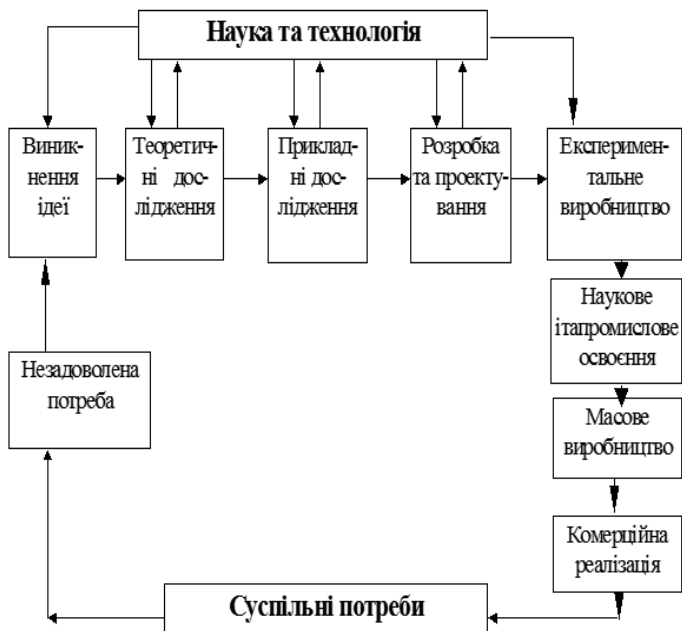 Наука та технологія
Виник-
нення
ідеї
Теоретич-
ні дос-
лідження
Приклад-
ні дос-
лідження
Розробка
та проекту-
вання
Експеримен-
тальне
виробництво
Наукове
ітапромислове
освоєння
Незадоволена
потреба
Масове
виробництво
Комерційна
реалізація
Суспільні потреби